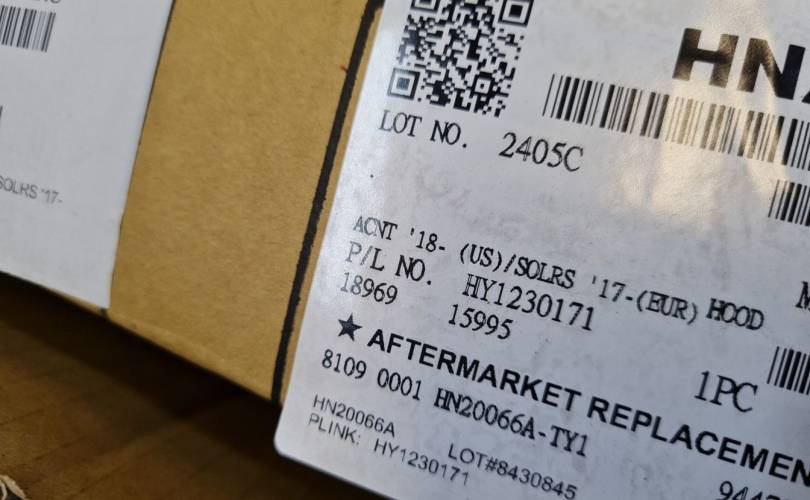 SOLRS '17-
HN
LOT NO. 2405C
ACNT '18- (US)/SOLRS '17-(EUR) HOOD
P/L NO. HY1230171
18969 15995
1PC
★ AFTERMARKET REPLACEMEN
8109 0001 HN20066A-TY1
HN20066A LOT#8430845
PLINK: HY1230171